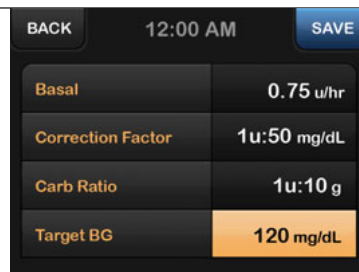 BACK 12:00 AM SAVE
Basal 0.75 u/hr
Correction Factor 1u:50 mg/dL
Carb Ratio 1u:10 g
Target BG 120 mg/dL